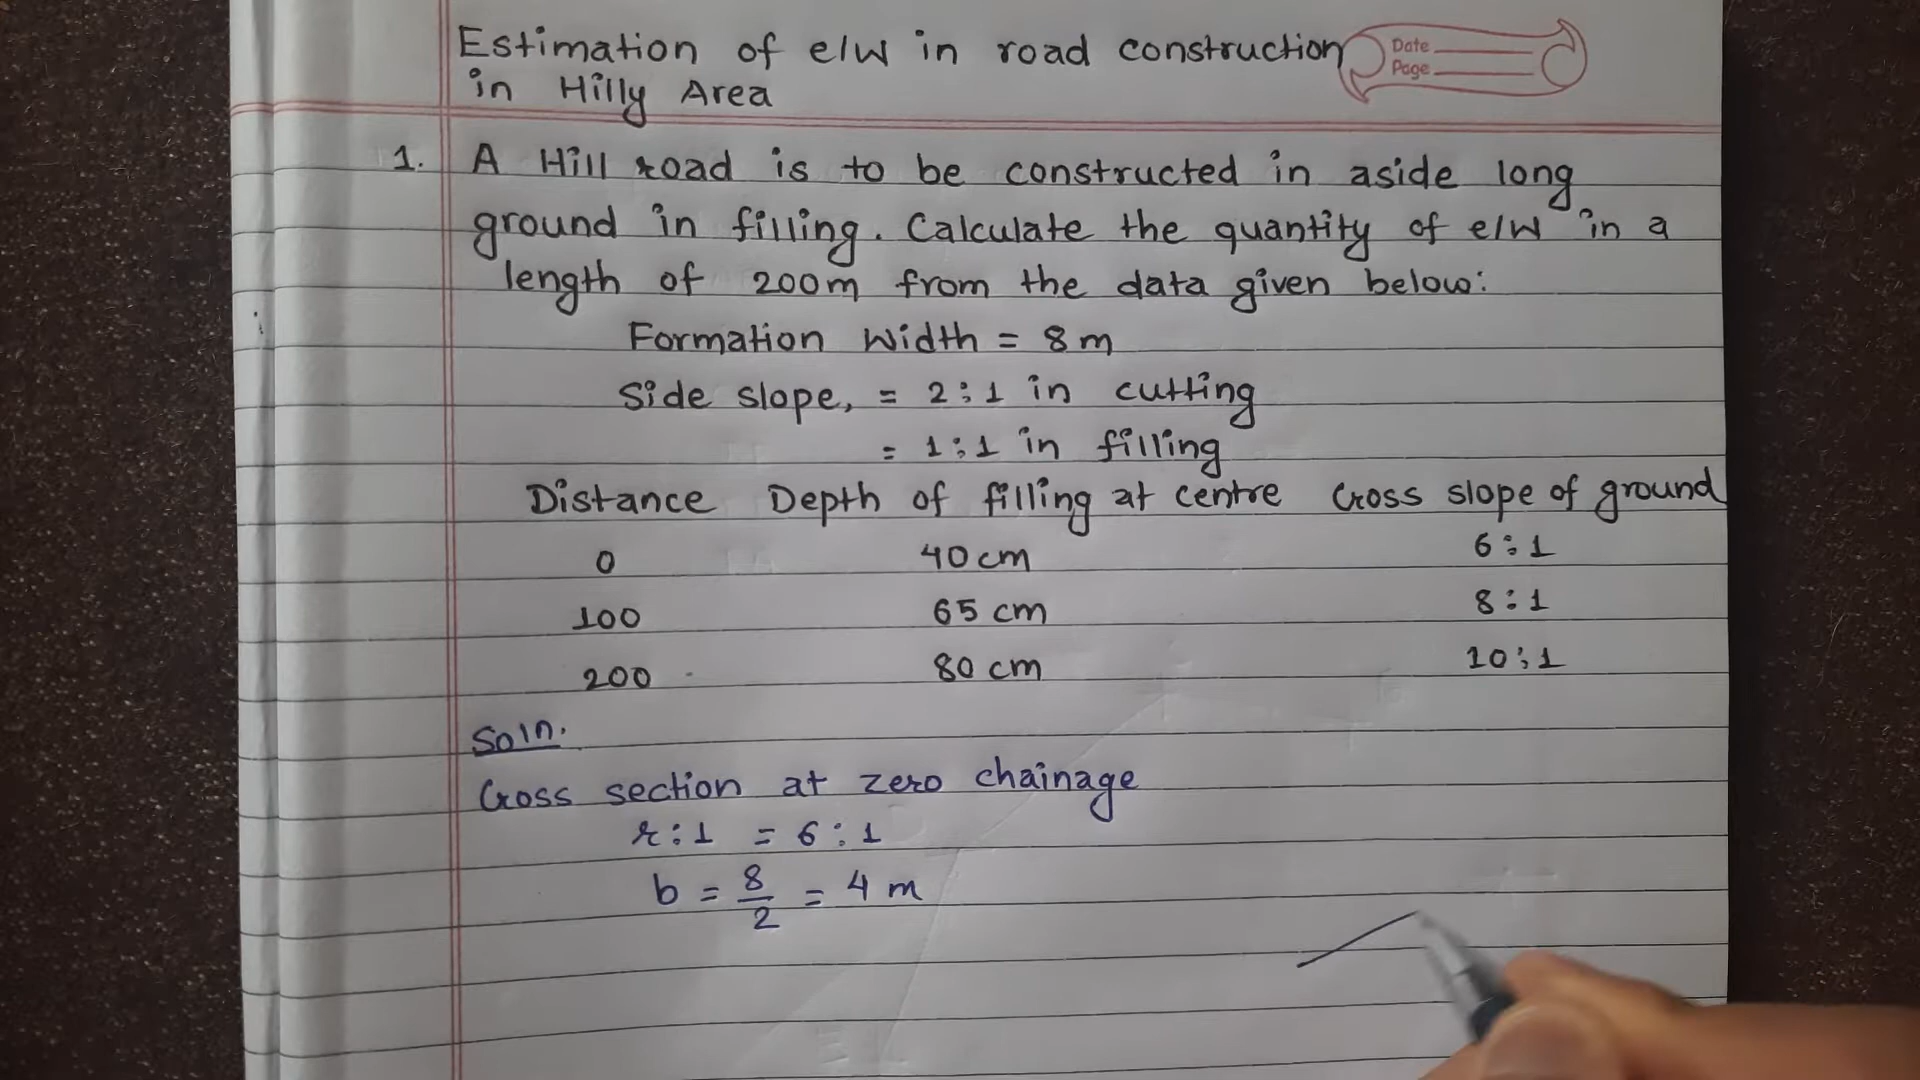 Estimation of e/w in road construction
in Hilly Area
Date
Page
1. A Hill road is to be constructed in aside long
ground in filling. Calculate the quantity of e/w in a
length of 200m from the data given below:
Formation Width = 8m
Side slope, = 2:1 in cutting
= 1:1 in filling
Distance Depth of filling at centre Cross slope of ground
0 40 cm 6:1
100 65 cm 8:1
200 80 cm 10:1
Soln.
Cross section at zero chainage
r:1 = 6:1
b = 8/2 = 4 m